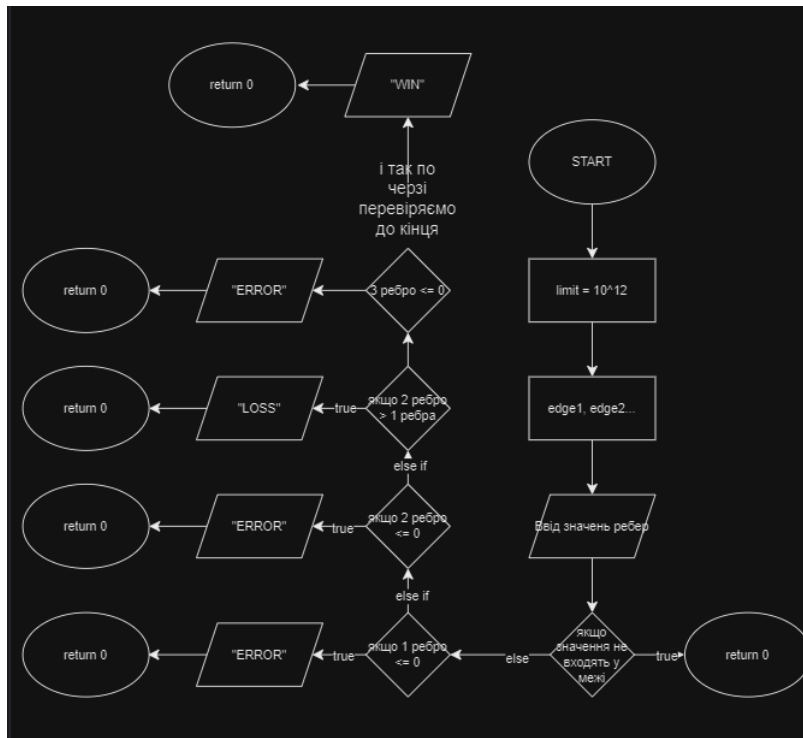 return 0
"WIN"
START
і так по
черзі
перевіряємо
до кінця
return 0
"ERROR"
3 ребро <= 0
limit = 10^12
return 0
"LOSS"
true
якщо 2 ребро
> 1 ребра
edge1, edge2...
else if
return 0
"ERROR"
true
якщо 2 ребро
<= 0
Ввід значень ребер
else if
return 0
"ERROR"
true
якщо 1 ребро
<= 0
else
якщо
значення не
входять у
межі
true
return 0